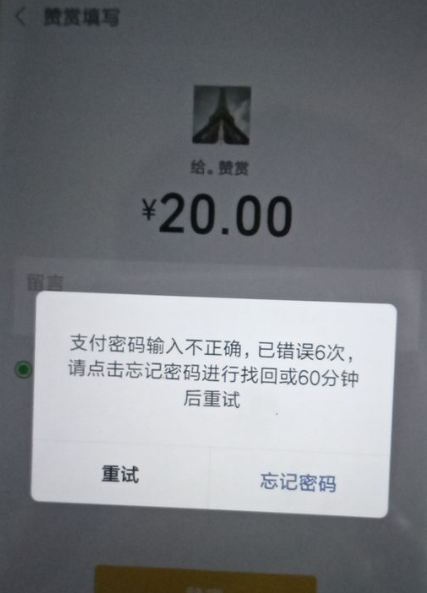 赞赏填写
给。赞赏
¥20.00
留言
支付密码输入不正确，已错误6次，
请点击忘记密码进行找回或60分钟
后重试
重试
忘记密码